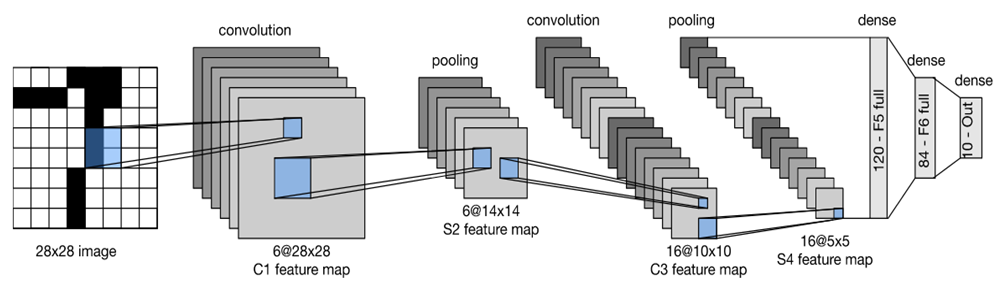 convolution
pooling
convolution
pooling
dense
dense
dense
120 - F5 full
84 - F6 full
10 - Out
28x28 image
6@28x28
C1 feature map
6@14x14
S2 feature map
16@10x10
C3 feature map
16@5x5
S4 feature map